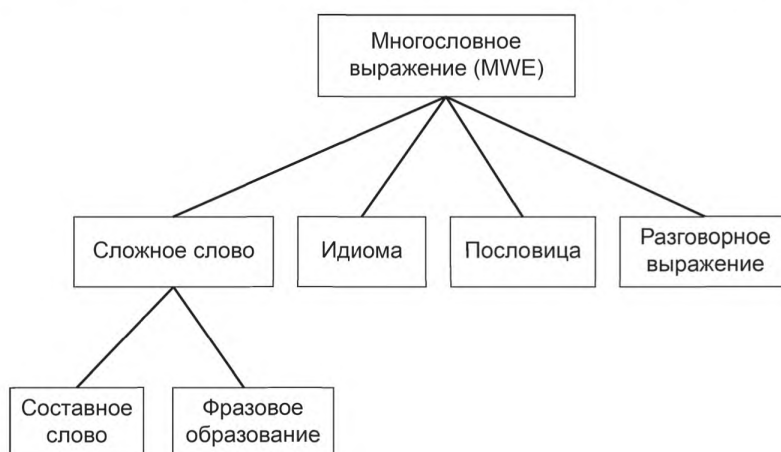 Многословное
выражение (MWE)
Сложное слово
Идиома
Пословица
Разговорное
выражение
Составное
слово
Фразовое
образование